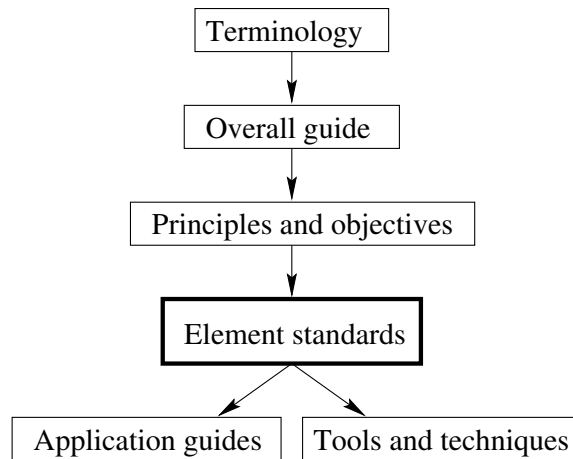 Terminology
Overall guide
Principles and objectives
Element standards
Application guides
Tools and techniques